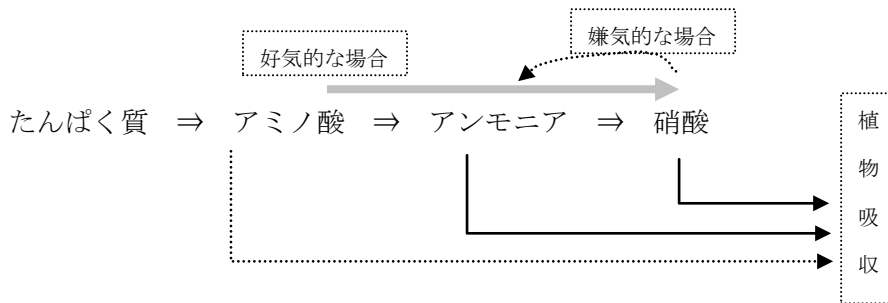 嫌気的な場合
好気的な場合
たんぱく質 ⇒ アミノ酸 ⇒ アンモニア ⇒ 硝酸
植物吸収